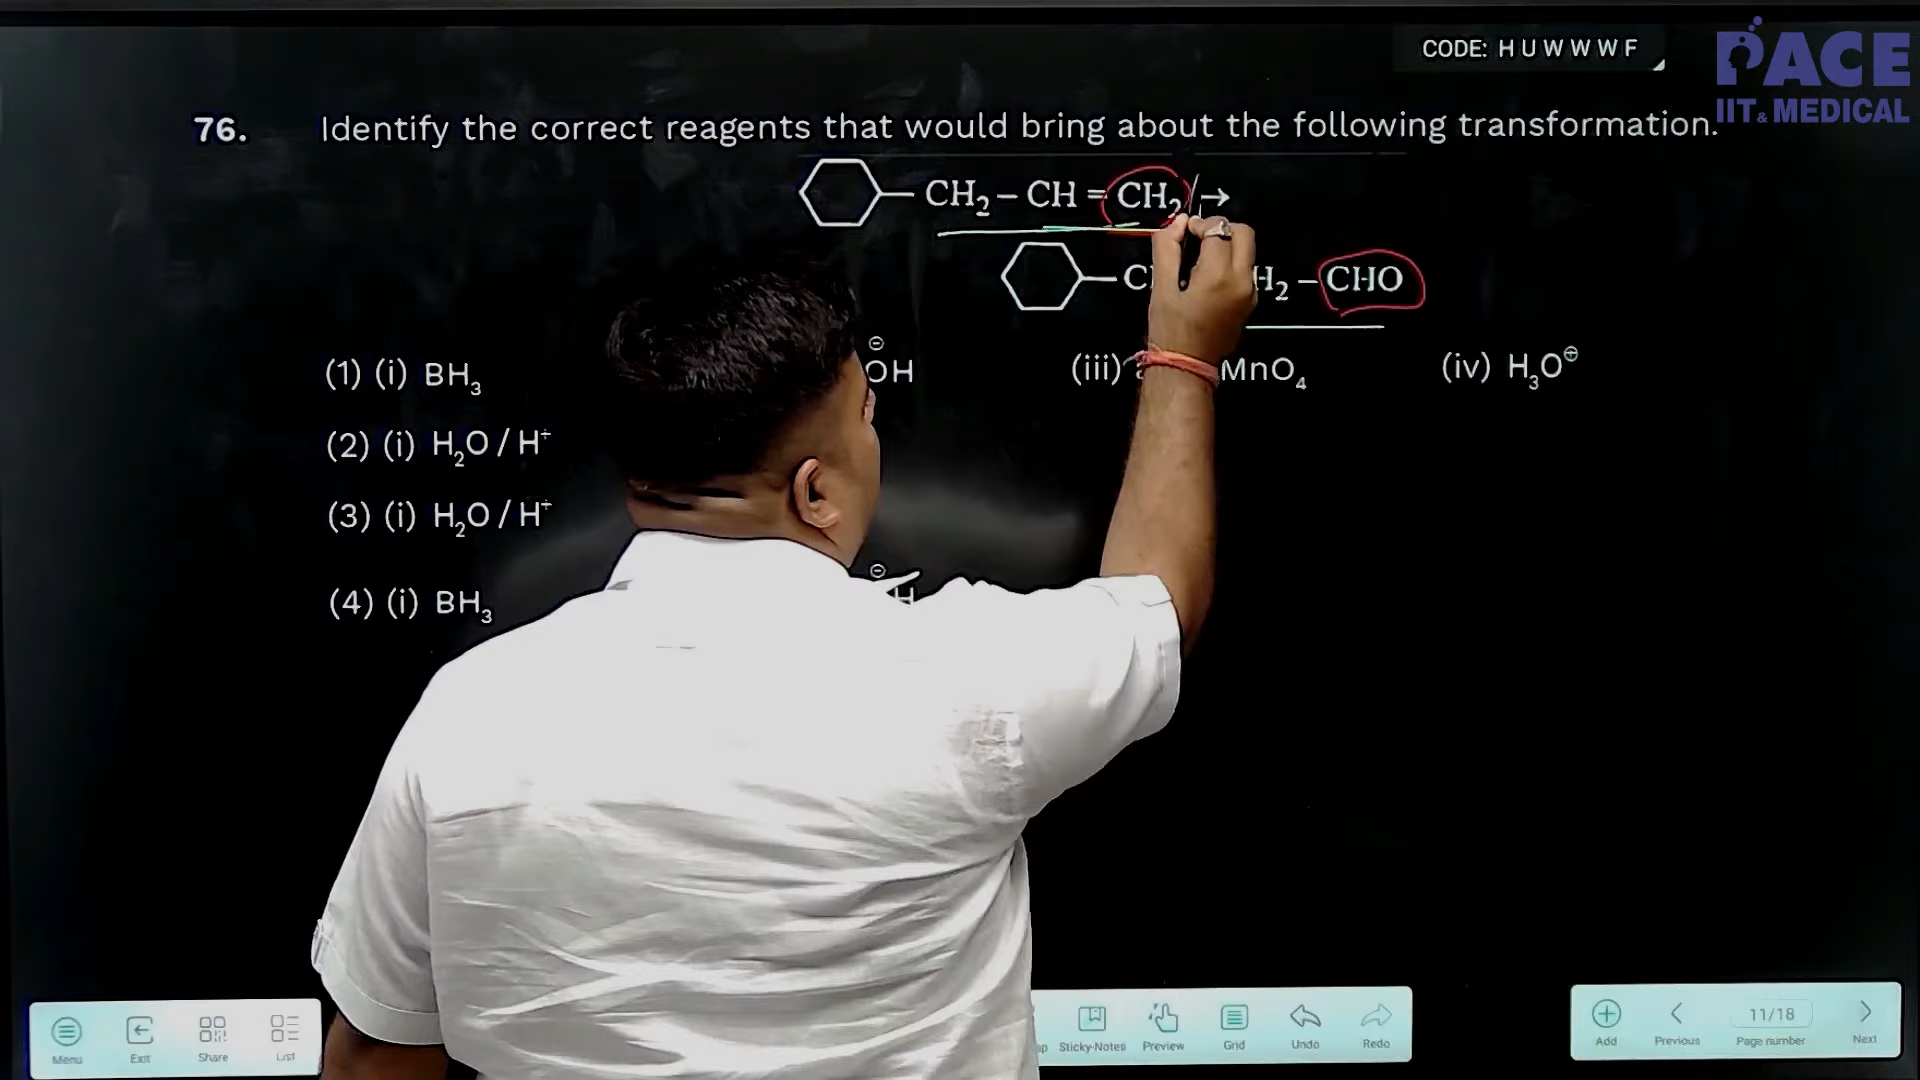 CODE: H U W W W F
PACE
IIT & MEDICAL
76. Identify the correct reagents that would bring about the following transformation.
CH₂ – CH = CH₂ →
H₂ – CHO
(1) (i) BH₃ ⊖OH (iii) MnO₄ (iv) H₃O⊕
(2) (i) H₂O / H⁺
(3) (i) H₂O / H⁺
(4) (i) BH₃
Menu Exit Share List Sticky-Notes Preview Grid Undo Redo Add Previous 11/18 Page number Next